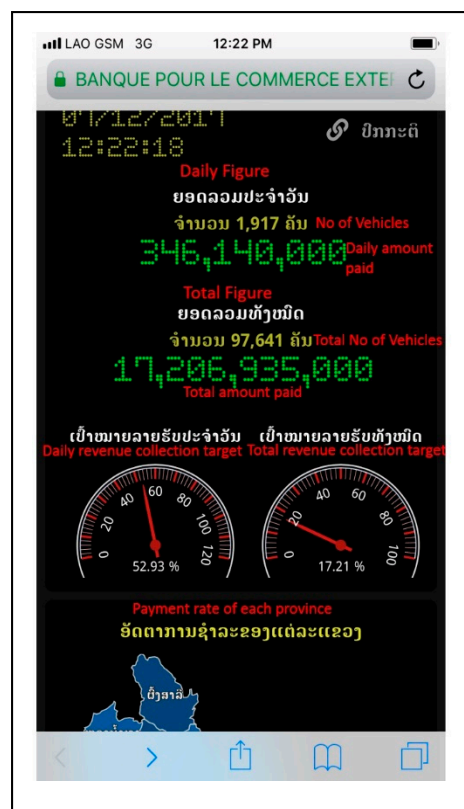 LAO GSM 3G 12:22 PM
BANQUE POUR LE COMMERCE EXTE
07/12/2017
ປົກກະຕິ
12:22:18
Daily Figure
ຍອດລວມປະຈຳວັນ
ຈຳນວນ 1,917 ຄັນ No of Vehicles
346,140,000 Daily amount
paid
Total Figure
ຍອດລວມທັງໝົດ
ຈຳນວນ 97,641 ຄັນ Total No of Vehicles
17,206,935,000
Total amount paid
ເປົ້າໝາຍລາຍຮັບປະຈຳວັນ ເປົ້າໝາຍລາຍຮັບທັງໝົດ
Daily revenue collection target Total revenue collection target
0 20 40 60 80 100 120
52.93 %
0 20 40 60 80 100
17.21 %
Payment rate of each province
ອັດຕາການຊຳລະຂອງແຕ່ລະແຂວງ
ຜົ້ງສາລີ